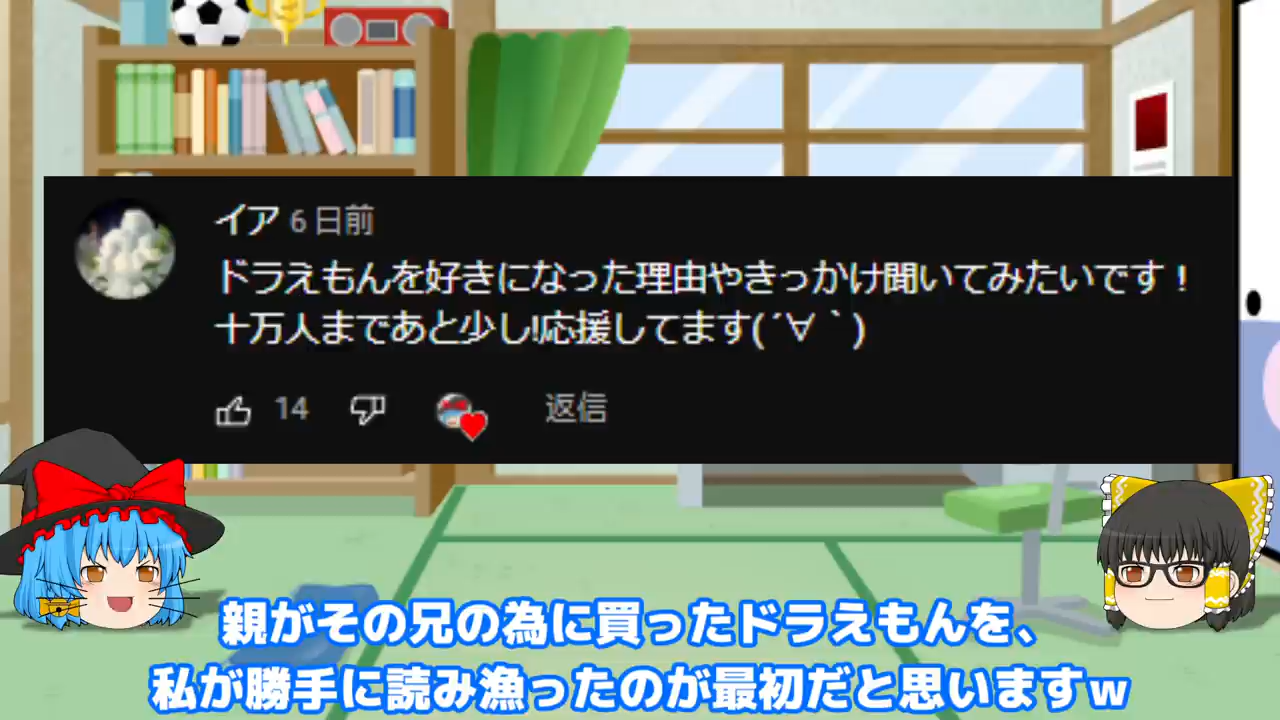 イア 6 日前
ドラえもんを好きになった理由やきっかけ聞いてみたいです！
十万人まであと少し!応援してます(´∀｀)
14 返信
親がその兄の為に買ったドラえもんを、
私が勝手に読み漁ったのが最初だと思いますw